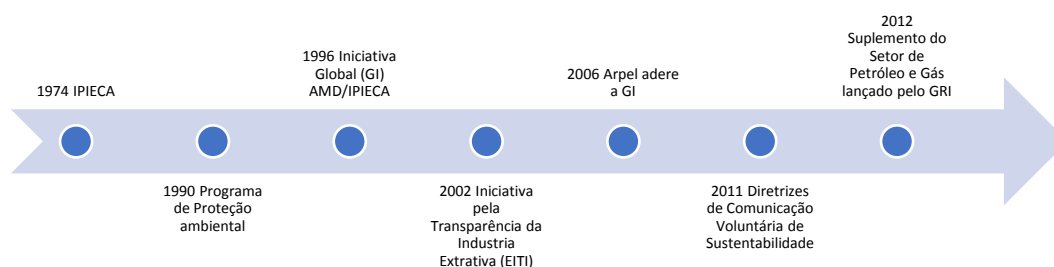 1974 IPIECA
1990 Programa
de Proteção
ambiental
1996 Iniciativa
Global (GI)
AMD/IPIECA
2002 Iniciativa
pela
Transparência da
Industria
Extrativa (EITI)
2006 Arpel adere
a GI
2011 Diretrizes
de Comunicação
Voluntária de
Sustentabilidade
2012
Suplemento do
Setor de
Petróleo e Gás
lançado pelo GRI